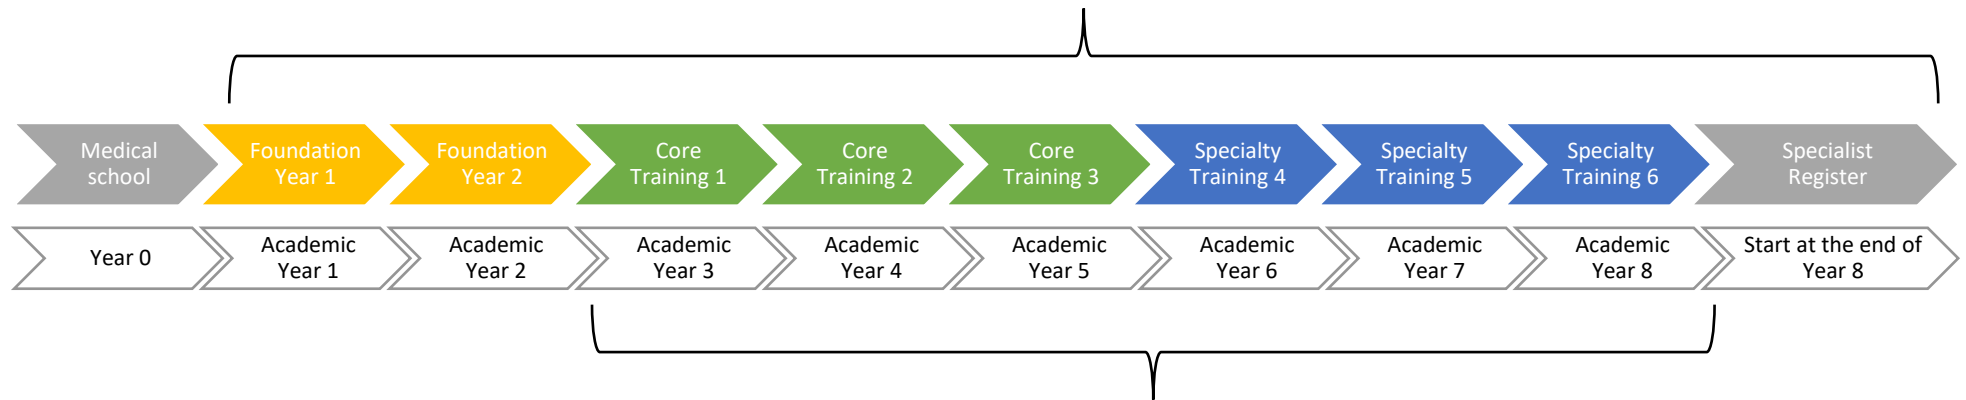 Medical
school
Foundation
Year 1
Foundation
Year 2
Core
Training 1
Core
Training 2
Core
Training 3
Specialty
Training 4
Specialty
Training 5
Specialty
Training 6
Specialist
Register
Year 0
Academic
Year 1
Academic
Year 2
Academic
Year 3
Academic
Year 4
Academic
Year 5
Academic
Year 6
Academic
Year 7
Academic
Year 8
Start at the end of
Year 8